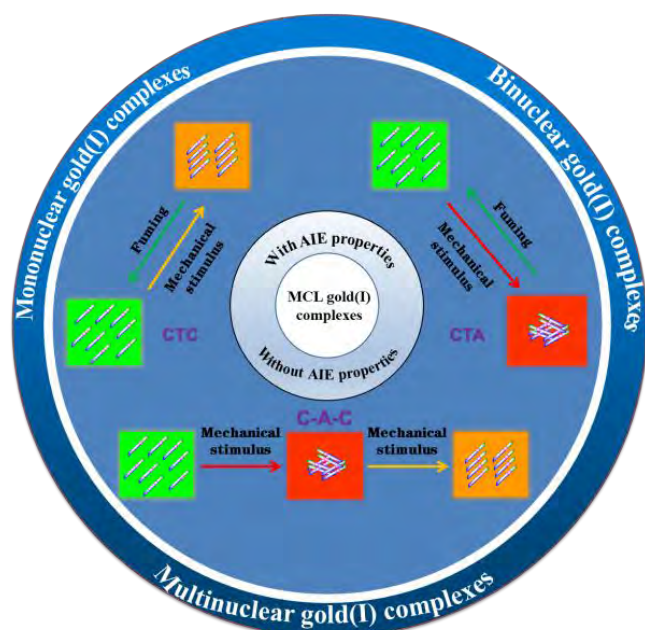 Mononuclear gold(I) complexes
Binuclear gold(I) complexes
Fuming
Mechanical
stimulus
CTC
With AIE properties
MCL gold(I)
complexes
Without AIE properties
Fuming
Mechanical
stimulus
CTA
C-A-C
Mechanical
stimulus
Mechanical
stimulus
Multinuclear gold(I) complexes